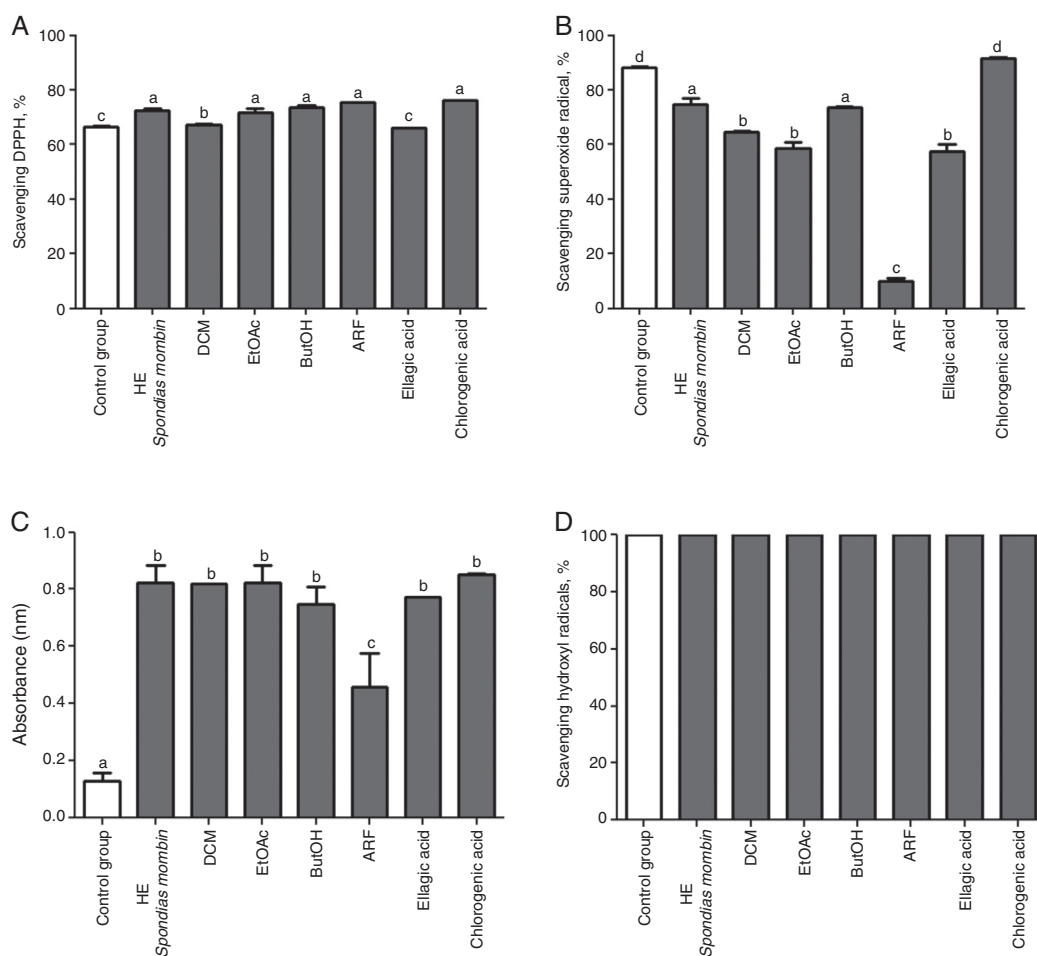 A
Scavenging DPPH, %
100
80
60
40
20
0
c
a
b
a
a
a
c
a
Control group
HE
Spondias mombin
DCM
EtOAc
ButOH
ARF
Ellagic acid
Chlorogenic acid
B
Scavenging superoxide radical, %
100
80
60
40
20
0
d
a
b
b
a
c
b
d
Control group
HE
Spondias mombin
DCM
EtOAc
ButOH
ARF
Ellagic acid
Chlorogenic acid
C
Absorbance (nm)
1.0
0.8
0.6
0.4
0.2
0.0
a
b
b
b
b
c
b
b
Control group
HE
Spondias mombin
DCM
EtOAc
ButOH
ARF
Ellagic acid
Chlorogenic acid
D
Scavenging hydroxyl radicals, %
100
80
60
40
20
0
Control group
HE
Spondias mombin
DCM
EtOAc
ButOH
ARF
Ellagic acid
Chlorogenic acid